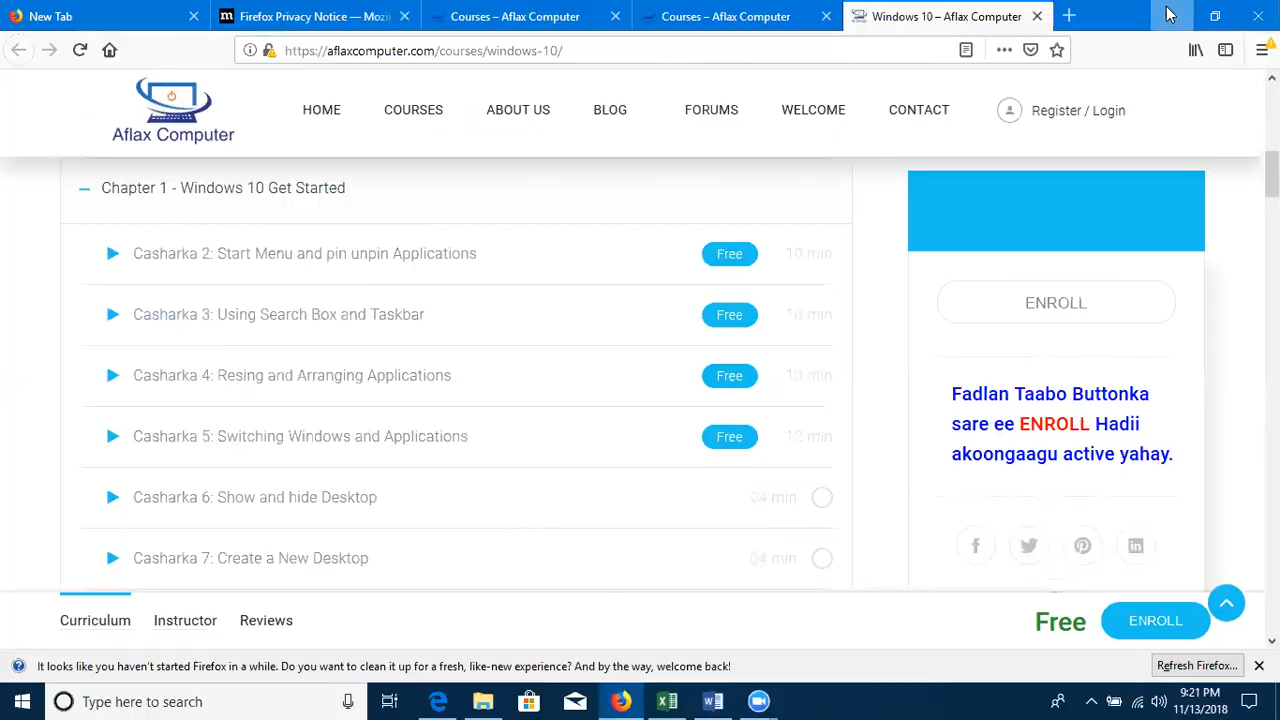 New Tab
Firefox Privacy Notice — Mozil
Courses – Aflax Computer
Courses – Aflax Computer
Windows 10 – Aflax Computer
https://aflaxcomputer.com/courses/windows-10/
Aflax Computer
HOME
COURSES
ABOUT US
BLOG
FORUMS
WELCOME
CONTACT
Register / Login
Chapter 1 - Windows 10 Get Started
Casharka 2: Start Menu and pin unpin Applications
Free
10 min
Casharka 3: Using Search Box and Taskbar
Free
Casharka 4: Resing and Arranging Applications
Free
10 min
Casharka 5: Switching Windows and Applications
Free
12 min
Casharka 6: Show and hide Desktop
04 min
Casharka 7: Create a New Desktop
04 min
ENROLL
Fadlan Taabo Buttonka
sare ee ENROLL Hadii
akoongaagu active yahay.
Curriculum
Instructor
Reviews
Free
ENROLL
It looks like you haven't started Firefox in a while. Do you want to clean it up for a fresh, like-new experience? And by the way, welcome back!
Refresh Firefox...
Type here to search
9:21 PM
11/13/2018